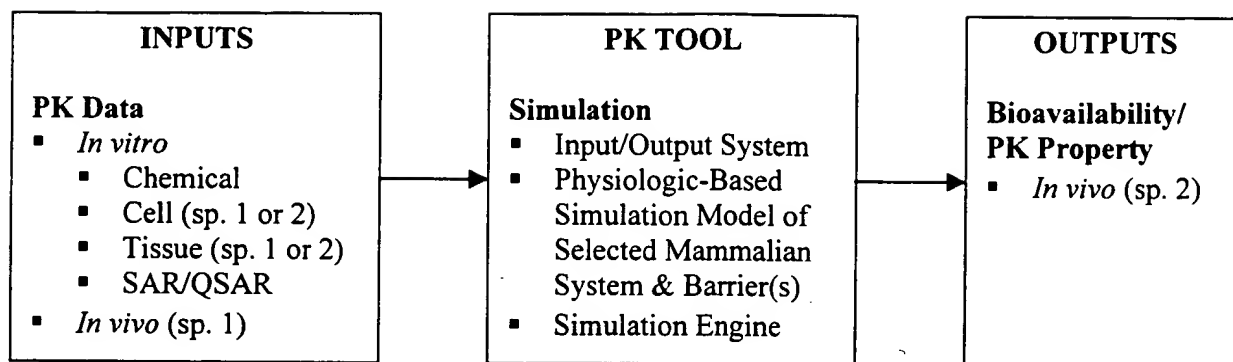 INPUTS
PK Data
▪ In vitro
▪ Chemical
▪ Cell (sp. 1 or 2)
▪ Tissue (sp. 1 or 2)
▪ SAR/QSAR
▪ In vivo (sp. 1)
PK TOOL
Simulation
▪ Input/Output System
▪ Physiologic-Based
Simulation Model of
Selected Mammalian
System & Barrier(s)
▪ Simulation Engine
OUTPUTS
Bioavailability/
PK Property
▪ In vivo (sp. 2)